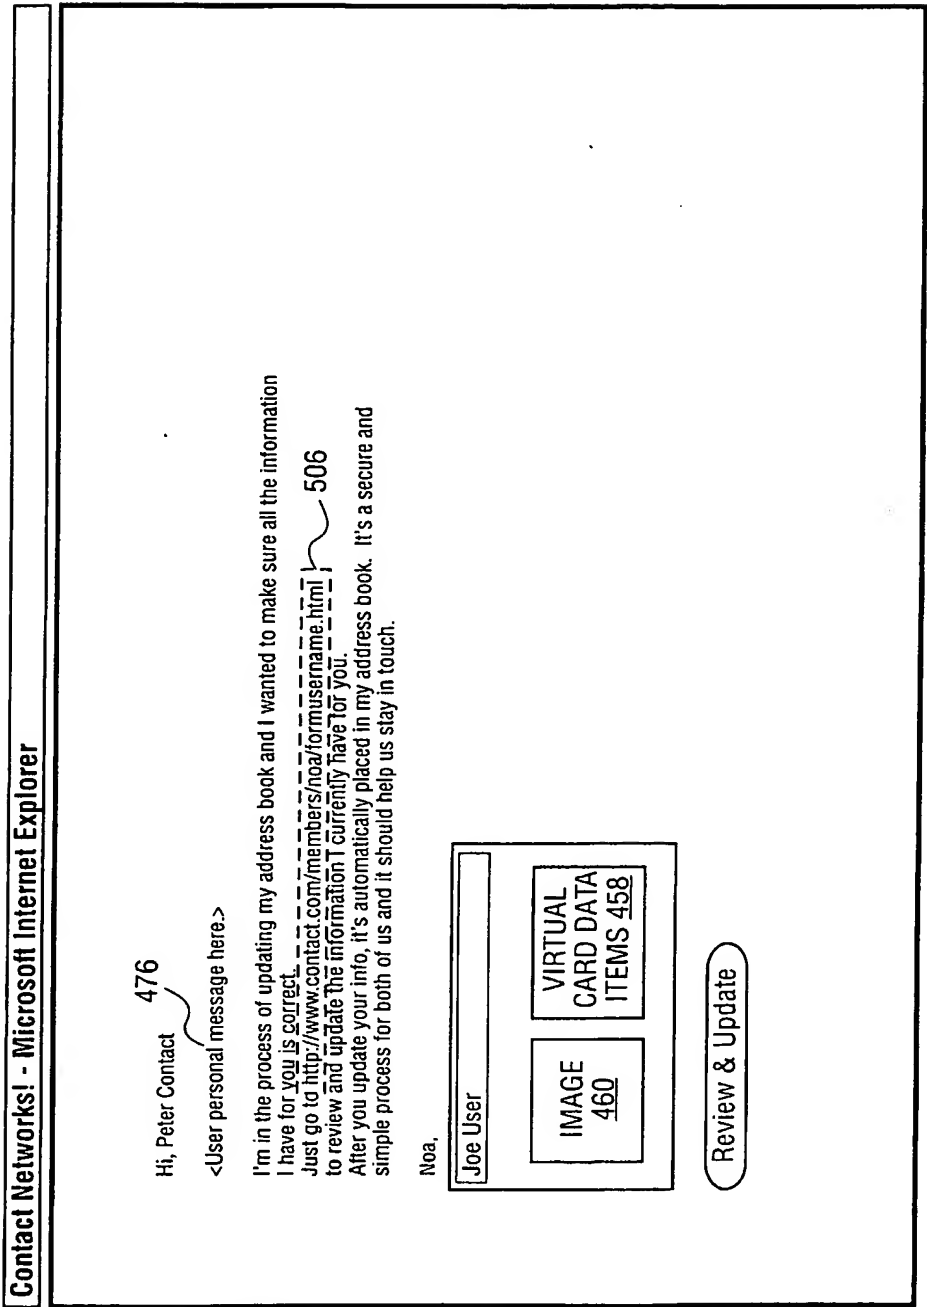 Contact Networks! - Microsoft Internet Explorer
Hi, Peter Contact
476
<User personal message here.>
I'm in the process of updating my address book and I wanted to make sure all the information
I have for you is correct.
Just go to http://www.contact.com/members/noa/formusername.html
506
to review and update the information I currently have for you.
After you update your info, it's automatically placed in my address book. It's a secure and
simple process for both of us and it should help us stay in touch.
Noa,
Joe User
IMAGE
460
VIRTUAL
CARD DATA
ITEMS 458
Review & Update